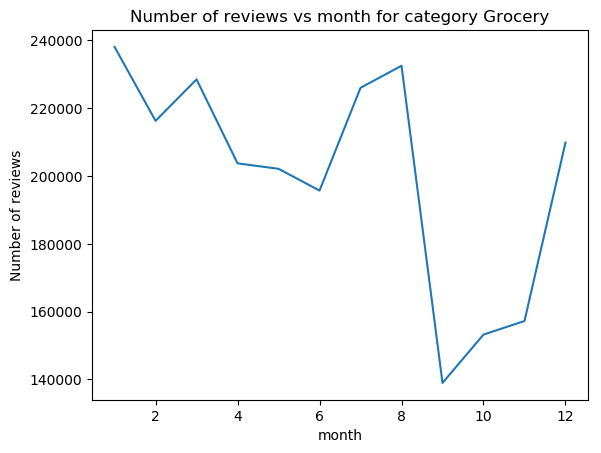 Number of reviews vs month for category Grocery
Number of reviews
240000
220000
200000
180000
160000
140000
2 4 6 8 10 12
month